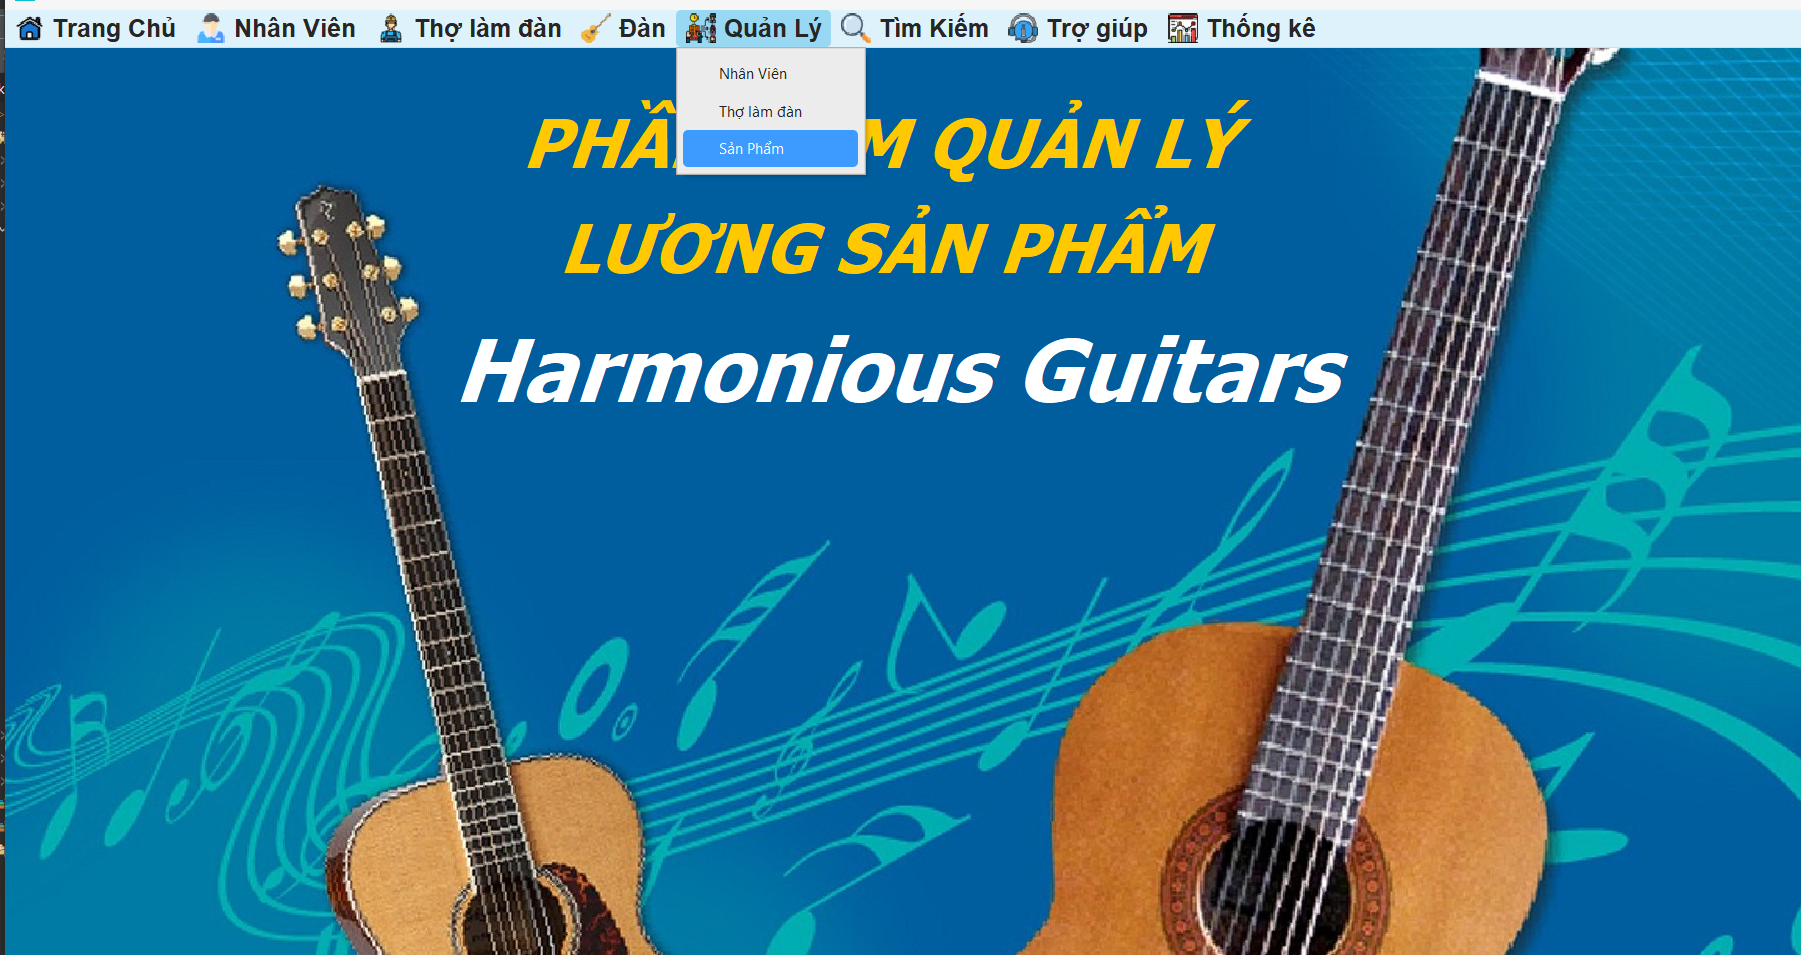 Trang Chủ Nhân Viên Thợ làm đàn Đàn Quản Lý Tìm Kiếm Trợ giúp Thống kê
Nhân Viên
Thợ làm đàn
Sản Phẩm
QUẢN LÝ
LƯƠNG SẢN PHẨM
Harmonious Guitars